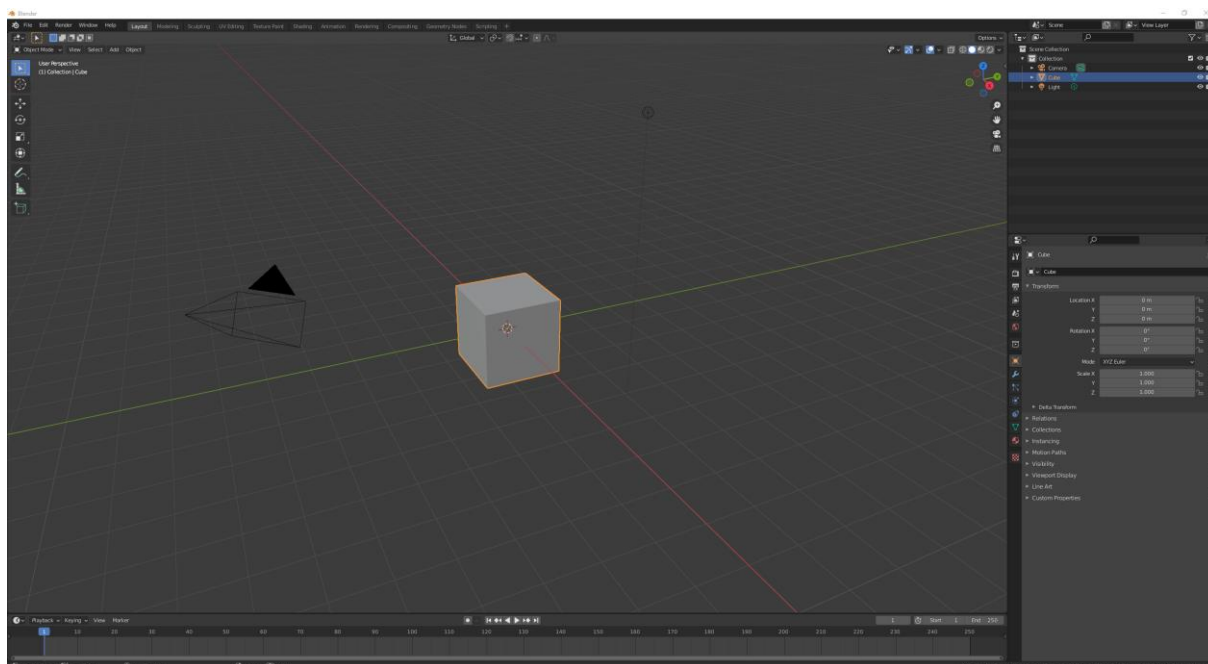 Blender
File Edit Render Window Help Layout Modeling Sculpting UV Editing Texture Paint Shading Animation Rendering Compositing Geometry Nodes Scripting + Scene View Layer
Global Options
Object Mode View Select Add Object
User Perspective
(1) Collection | Cube
Scene Collection
Collection
Camera
Cube
Light
Cube
Cube
Transform
Location X 0 m
Y 0 m
Z 0 m
Rotation X 0°
Y 0°
Z 0°
Mode XYZ Euler
Scale X 1.000
Y 1.000
Z 1.000
Delta Transform
Relations
Collections
Instancing
Motion Paths
Visibility
Viewport Display
Line Art
Custom Properties
Playback Keying View Marker 1 Start 1 End 250
1 10 20 30 40 50 60 70 80 90 100 110 120 130 140 150 160 170 180 190 200 210 220 230 240 250